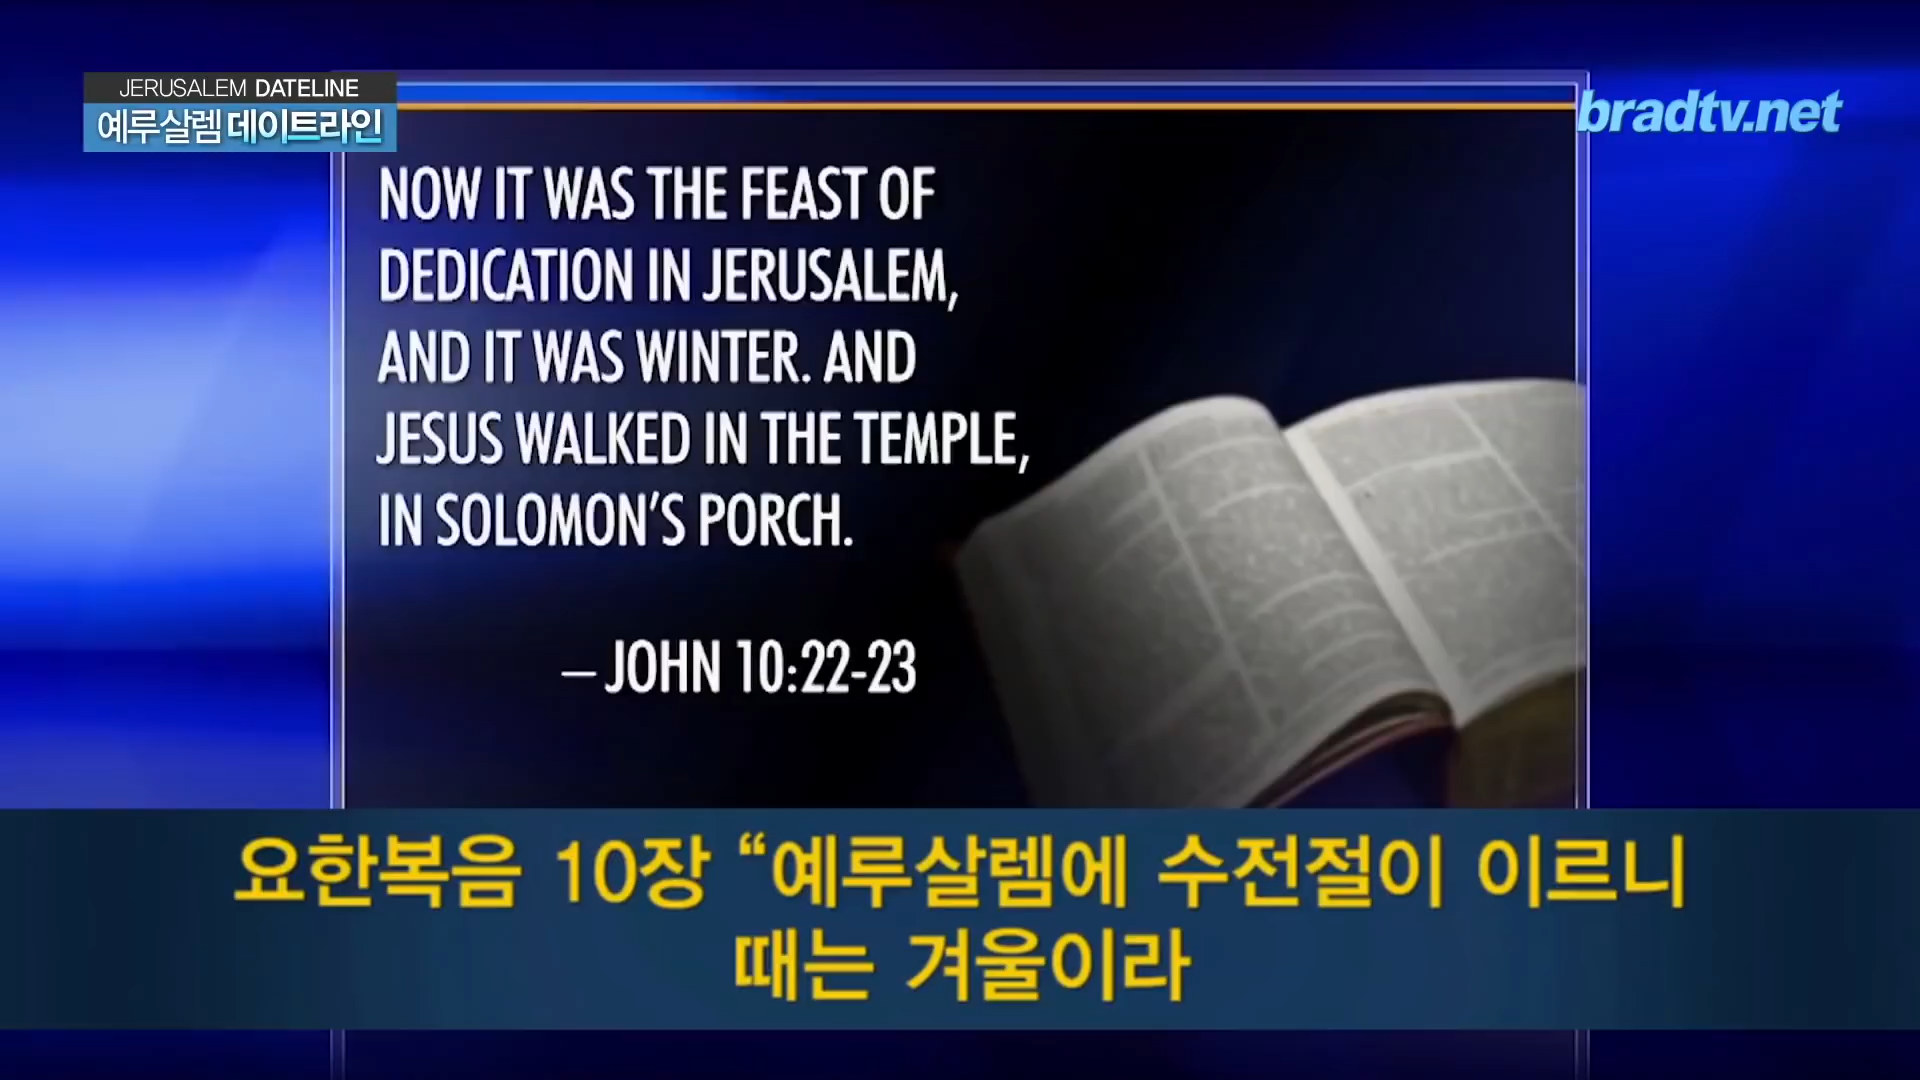 JERUSALEM DATELINE
예루살렘 데이트라인
bradtv.net
NOW IT WAS THE FEAST OF
DEDICATION IN JERUSALEM,
AND IT WAS WINTER. AND
JESUS WALKED IN THE TEMPLE,
IN SOLOMON'S PORCH.
– JOHN 10:22-23
요한복음 10장 “예루살렘에 수전절이 이르니
때는 겨울이라